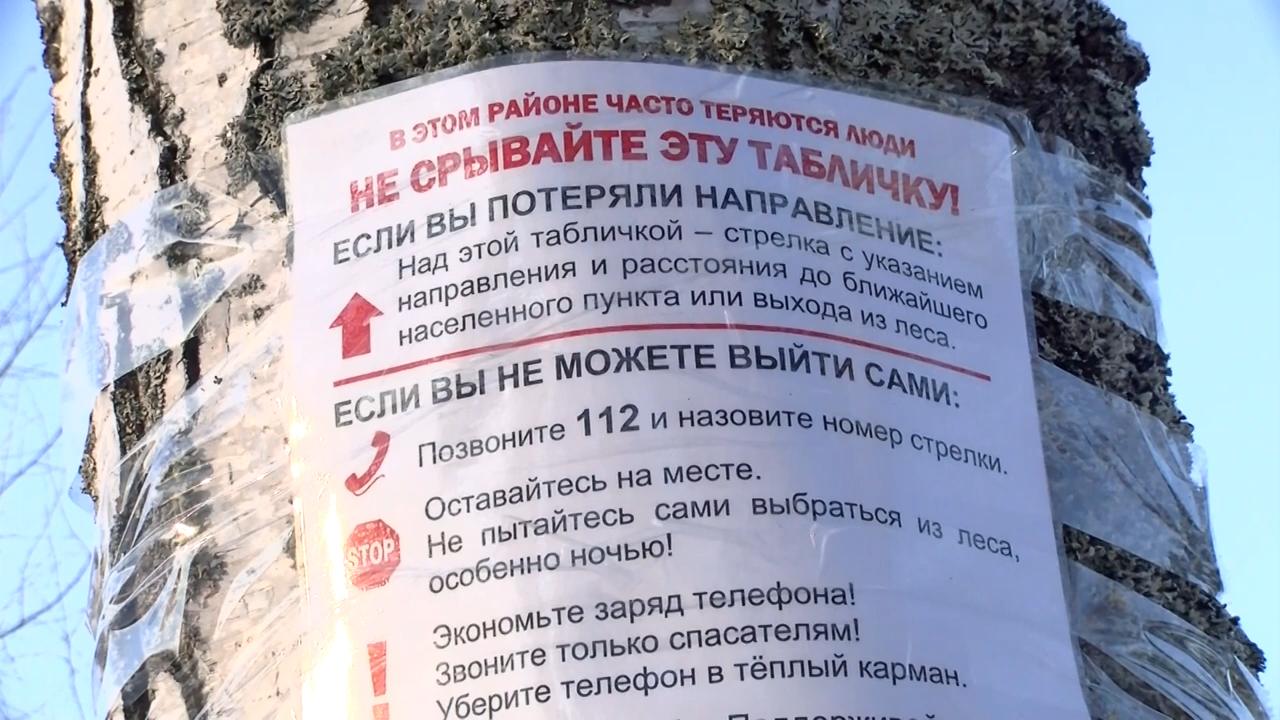 В ЭТОМ РАЙОНЕ ЧАСТО ТЕРЯЮТСЯ ЛЮДИ
НЕ СРЫВАЙТЕ ЭТУ ТАБЛИЧКУ!
ЕСЛИ ВЫ ПОТЕРЯЛИ НАПРАВЛЕНИЕ:
Над этой табличкой – стрелка с указанием
направления и расстояния до ближайшего
населенного пункта или выхода из леса.
ЕСЛИ ВЫ НЕ МОЖЕТЕ ВЫЙТИ САМИ:
Позвоните 112 и назовите номер стрелки.
Оставайтесь на месте.
STOP
Не пытайтесь сами выбраться из леса,
особенно ночью!
Экономьте заряд телефона!
Звоните только спасателям!
Уберите телефон в тёплый карман.